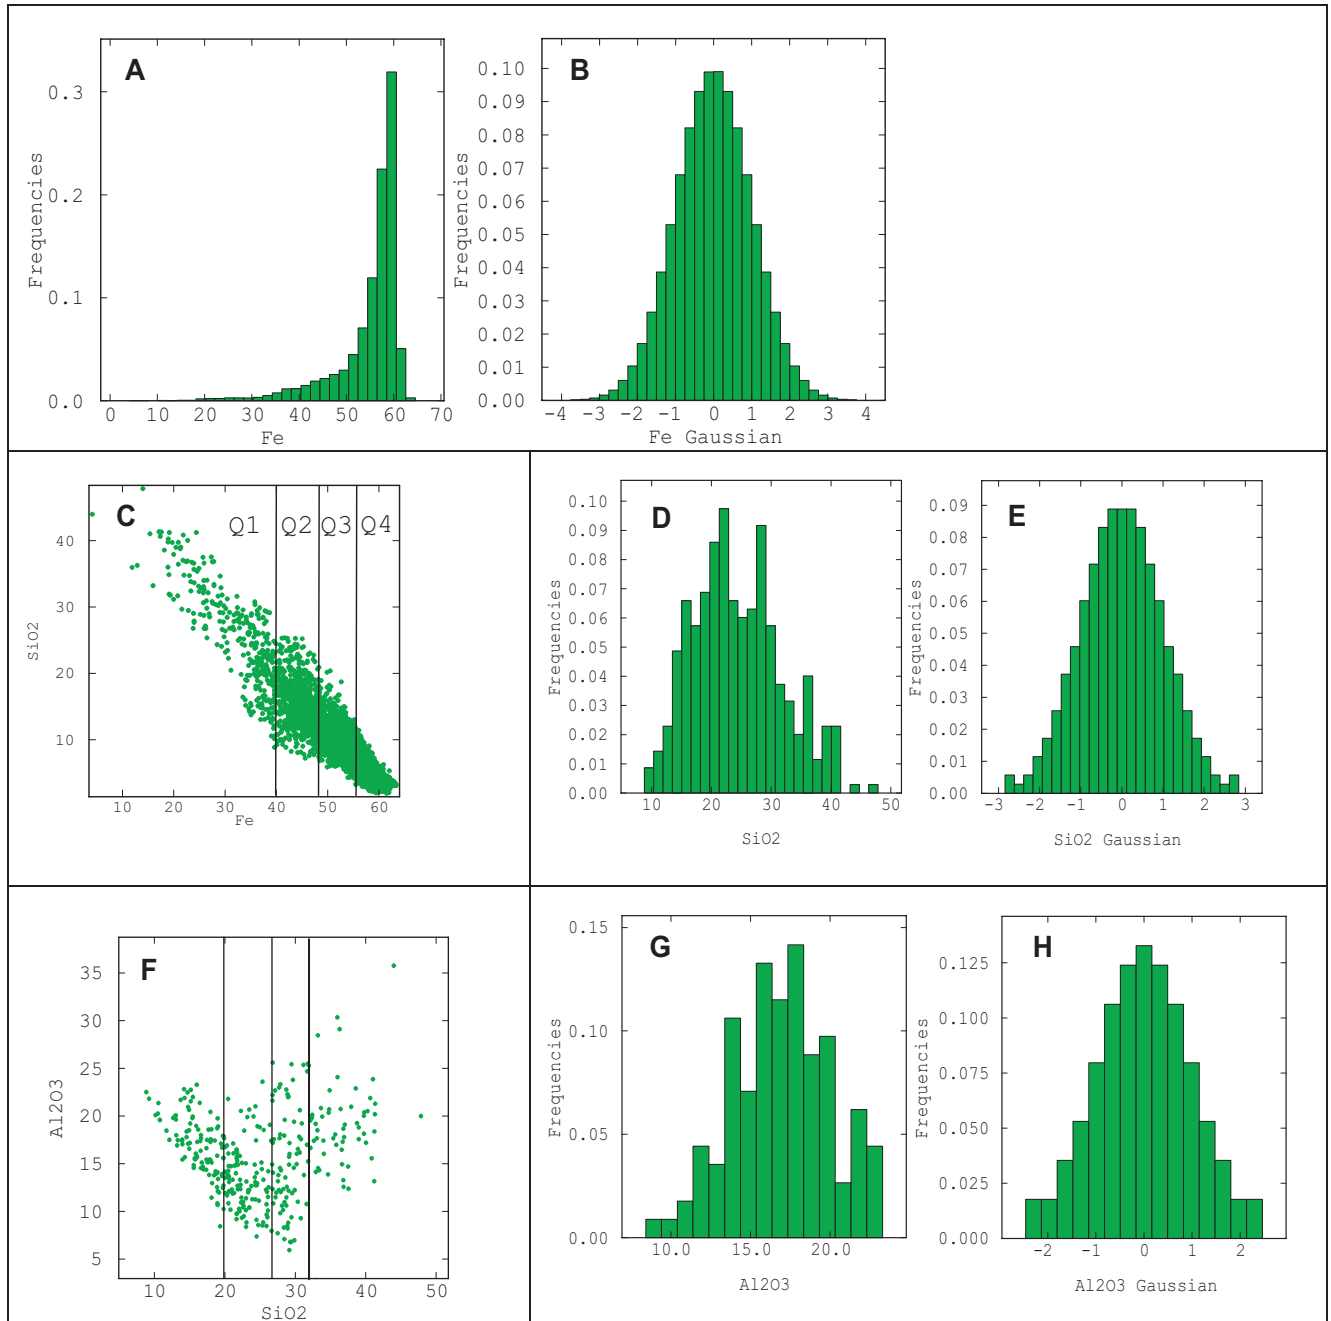 A
Frequencies
0.3
0.2
0.1
0.0
0 10 20 30 40 50 60 70
Fe
B
Frequencies
0.10
0.09
0.08
0.07
0.06
0.05
0.04
0.03
0.02
0.01
0.00
-4 -3 -2 -1 0 1 2 3 4
Fe Gaussian
C
Q1 Q2 Q3 Q4
SiO2
40
30
20
10
10 20 30 40 50 60
Fe
D
Frequencies
0.10
0.09
0.08
0.07
0.06
0.05
0.04
0.03
0.02
0.01
0.00
10 20 30 40 50
SiO2
E
Frequencies
0.09
0.08
0.07
0.06
0.05
0.04
0.03
0.02
0.01
0.00
-3 -2 -1 0 1 2 3
SiO2 Gaussian
F
Al2O3
35
30
25
20
15
10
5
10 20 30 40 50
SiO2
G
Frequencies
0.15
0.10
0.05
0.00
10.0 15.0 20.0
Al2O3
H
Frequencies
0.125
0.100
0.075
0.050
0.025
0.000
-2 -1 0 1 2
Al2O3 Gaussian